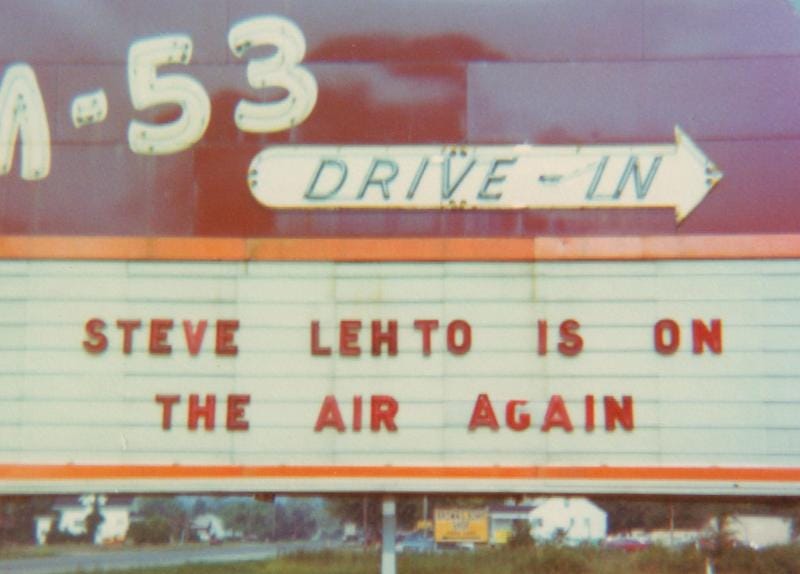 M-53
DRIVE-IN
STEVE LEHTO IS ON
THE AIR AGAIN